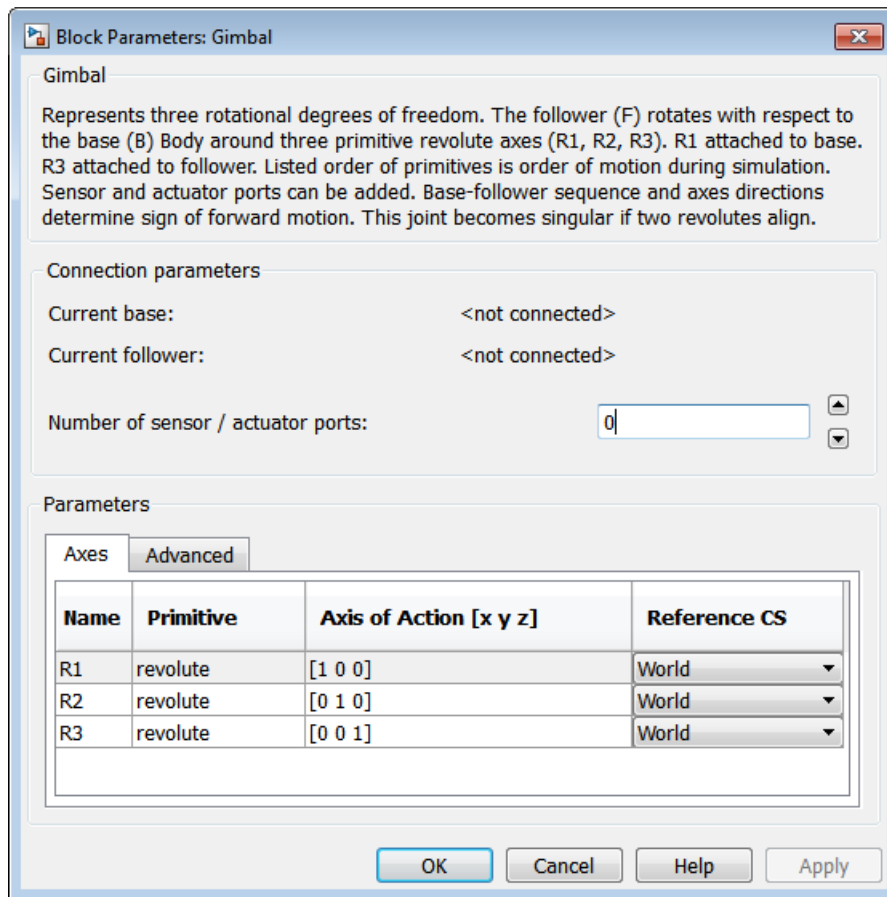 Block Parameters: Gimbal
Gimbal
Represents three rotational degrees of freedom. The follower (F) rotates with respect to
the base (B) Body around three primitive revolute axes (R1, R2, R3). R1 attached to base.
R3 attached to follower. Listed order of primitives is order of motion during simulation.
Sensor and actuator ports can be added. Base-follower sequence and axes directions
determine sign of forward motion. This joint becomes singular if two revolutes align.
Connection parameters
Current base: <not connected>
Current follower: <not connected>
Number of sensor / actuator ports: 0
Parameters
Axes Advanced
Name Primitive Axis of Action [x y z] Reference CS
R1 revolute [1 0 0] World
R2 revolute [0 1 0] World
R3 revolute [0 0 1] World
OK Cancel Help Apply